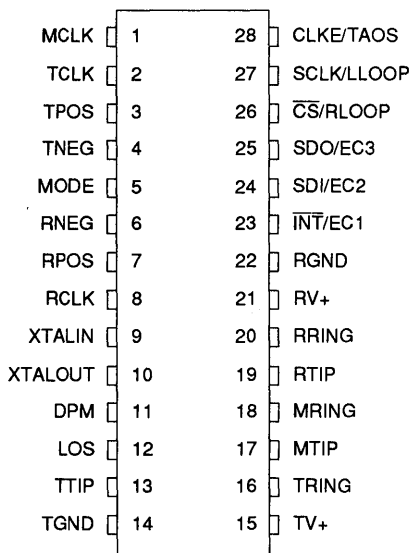 MCLK 1 28 CLKE/TAOS
TCLK 2 27 SCLK/LLOOP
TPOS 3 26 C̅S̅/RLOOP
TNEG 4 25 SDO/EC3
MODE 5 24 SDI/EC2
RNEG 6 23 I̅N̅T̅/EC1
RPOS 7 22 RGND
RCLK 8 21 RV+
XTALIN 9 20 RRING
XTALOUT 10 19 RTIP
DPM 11 18 MRING
LOS 12 17 MTIP
TTIP 13 16 TRING
TGND 14 15 TV+